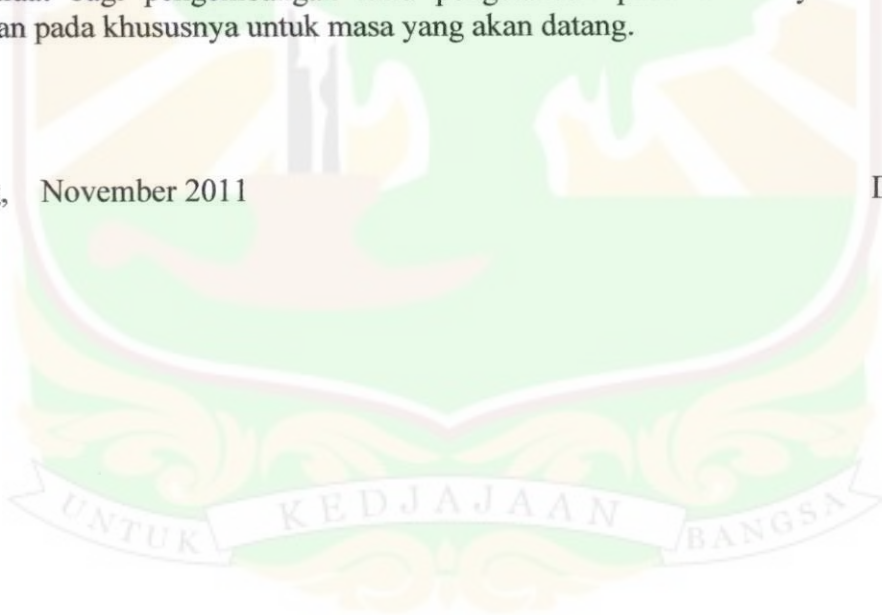 an pada khususnya untuk masa yang akan datang.
, November 2011
UNTUK KEDJAJAAN BANGSA